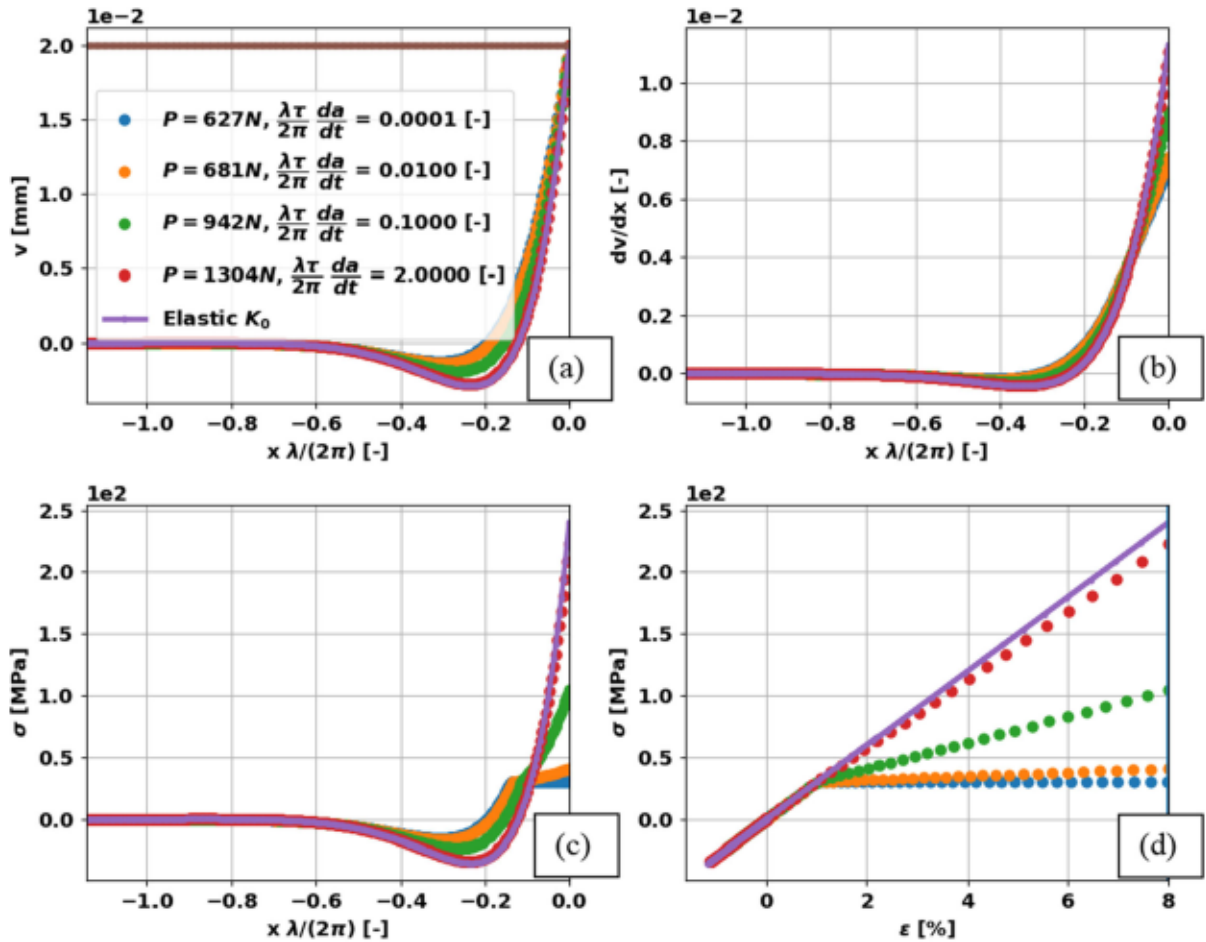 1e-2
2.0
1.5
1.0
0.5
0.0
v [mm]
P = 627N, λτ/2π da/dt = 0.0001 [-]
P = 681N, λτ/2π da/dt = 0.0100 [-]
P = 942N, λτ/2π da/dt = 0.1000 [-]
P = 1304N, λτ/2π da/dt = 2.0000 [-]
Elastic K₀
(a)
−1.0 −0.8 −0.6 −0.4 −0.2 0.0
x λ/(2π) [-]
1e-2
1.0
0.8
0.6
0.4
0.2
0.0
dv/dx [-]
(b)
−1.0 −0.8 −0.6 −0.4 −0.2 0.0
x λ/(2π) [-]
1e2
2.5
2.0
1.5
1.0
0.5
0.0
σ [MPa]
(c)
−1.0 −0.8 −0.6 −0.4 −0.2 0.0
x λ/(2π) [-]
1e2
2.5
2.0
1.5
1.0
0.5
0.0
σ [MPa]
(d)
0 2 4 6 8
ε [%]